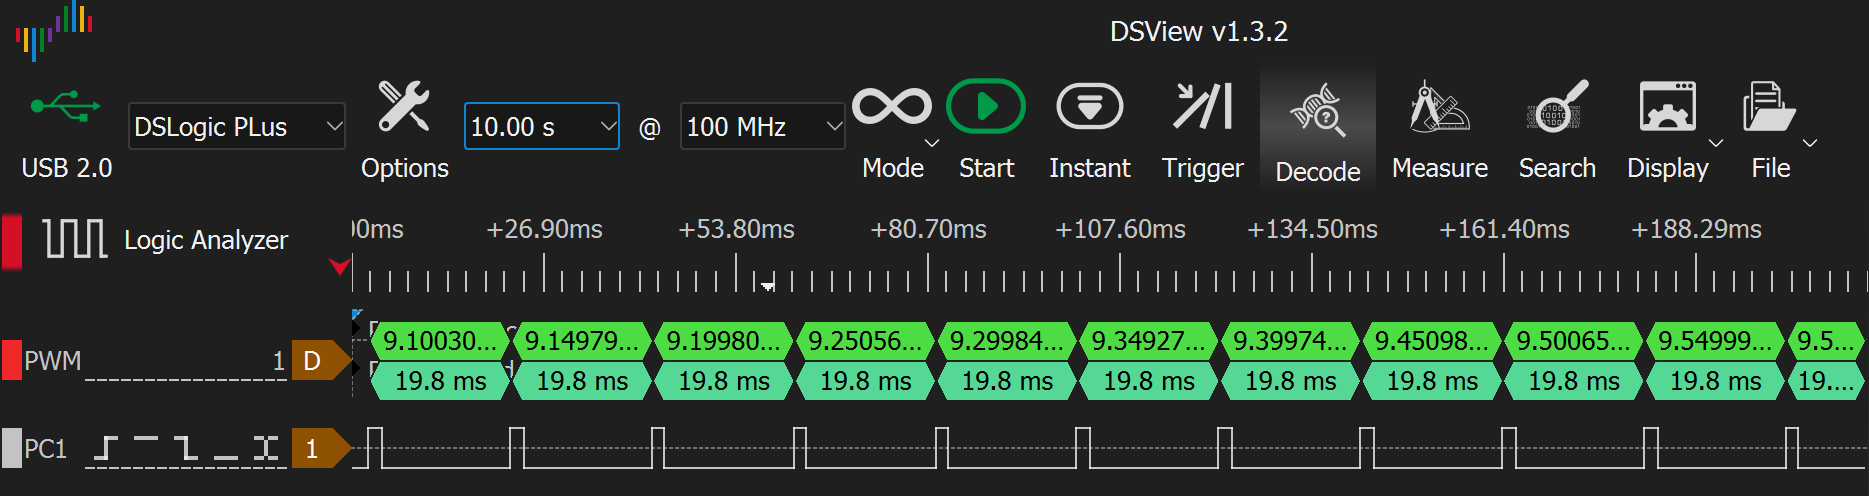 DSView v1.3.2
DSLogic PLus 10.00 s @ 100 MHz
USB 2.0 Options Mode Start Instant Trigger Decode Measure Search Display File
Logic Analyzer
00ms +26.90ms +53.80ms +80.70ms +107.60ms +134.50ms +161.40ms +188.29ms
PWM 1 D
9.10030... 9.14979... 9.19980... 9.25056... 9.29984... 9.34927... 9.39974... 9.45098... 9.50065... 9.54999... 9.5...
19.8 ms 19.8 ms 19.8 ms 19.8 ms 19.8 ms 19.8 ms 19.8 ms 19.8 ms 19.8 ms 19.8 ms 19....
PC1 1